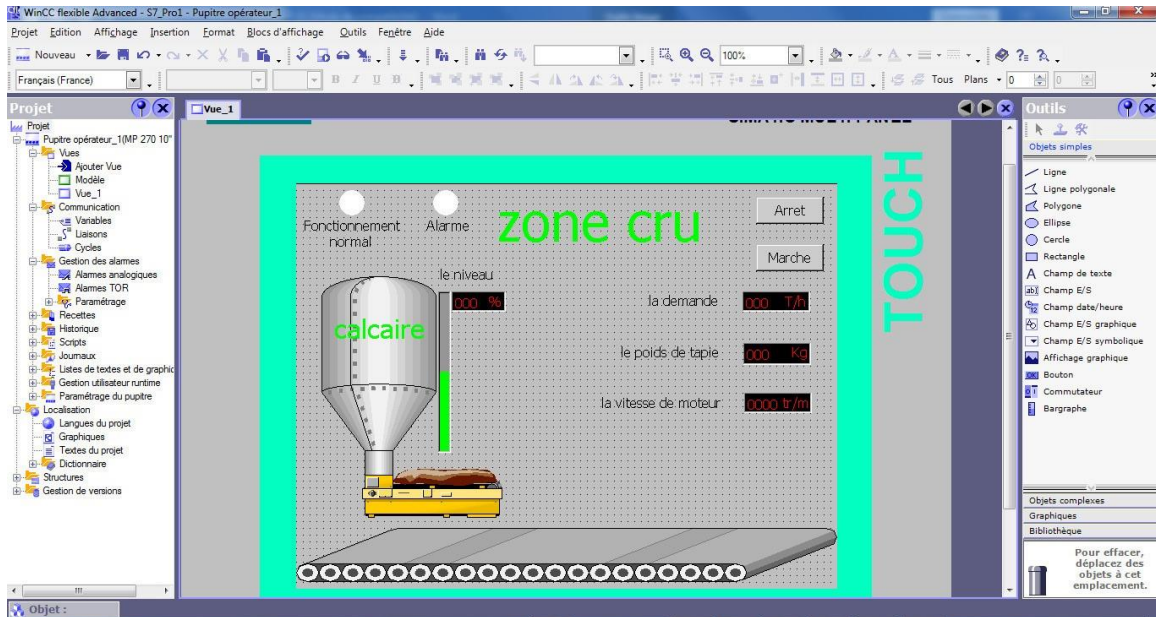 WinCC flexible Advanced - S7_Pro1 - Pupitre opérateur_1
Projet Edition Affichage Insertion Format Blocs d'affichage Outils Fenêtre Aide
Nouveau 100%
Français (France) Tous Plans 0 0
Projet
Projet
Pupitre opérateur_1(MP 270 10"
Vues
Ajouter Vue
Modèle
Vue_1
Communication
Variables
Liaisons
Cycles
Gestion des alarmes
Alarmes analogiques
Alarmes TOR
Paramétrage
Recettes
Historique
Scripts
Journaux
Listes de textes et de graphic
Gestion utilisateur runtime
Paramétrage du pupitre
Localisation
Langues du projet
Graphiques
Textes du projet
Dictionnaire
Structures
Gestion de versions
Objet :
Vue_1
TOUCH
Fonctionnement
normal
Alarme
zone cru
Arret
Marche
le niveau
000 %
calcaire
la demande
000 T/h
le poids de tapie
000 Kg
la vitesse de moteur
0000 tr/m
Outils
Objets simples
Ligne
Ligne polygonale
Polygone
Ellipse
Cercle
Rectangle
Champ de texte
Champ E/S
Champ date/heure
Champ E/S graphique
Champ E/S symbolique
Affichage graphique
Bouton
Commutateur
Bargraphe
Objets complexes
Graphiques
Bibliothèque
Pour effacer,
déplacez des
objets à cet
emplacement.